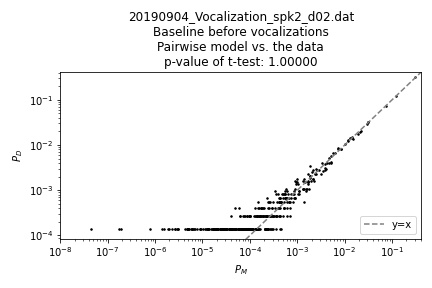 20190904_Vocalization_spk2_d02.dat
Baseline before vocalizations
Pairwise model vs. the data
p-value of t-test: 1.00000
P_D
10^{-1}
10^{-2}
10^{-3}
10^{-4}
y=x
10^{-8} 10^{-7} 10^{-6} 10^{-5} 10^{-4} 10^{-3} 10^{-2} 10^{-1}
P_M